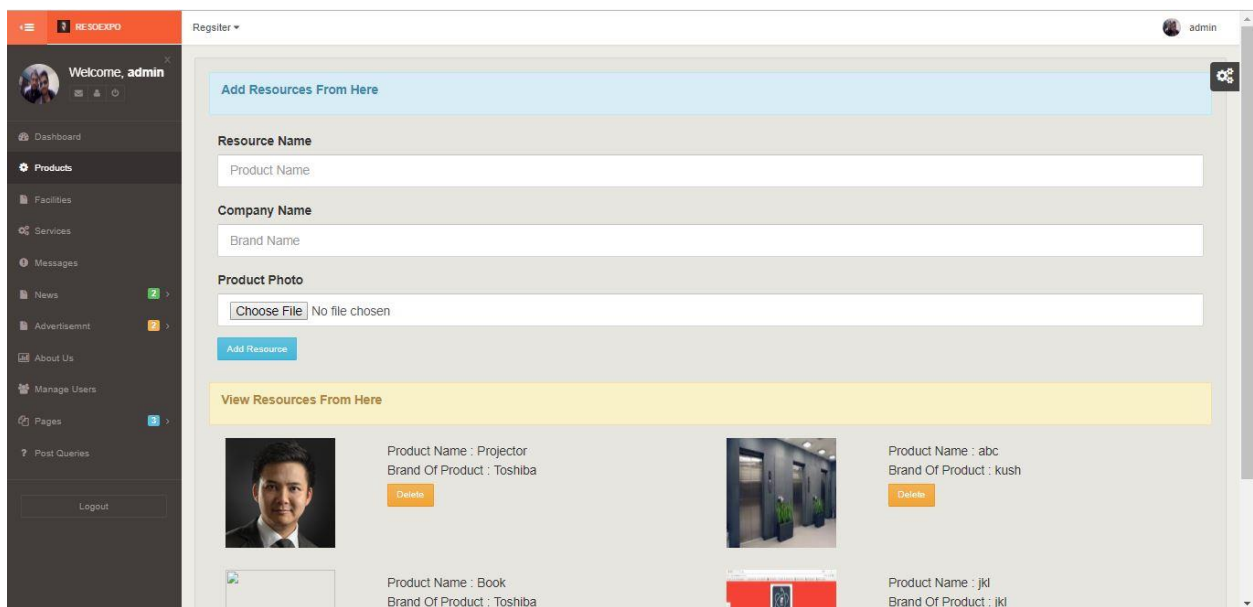 RESOEXPO
Regsiter
admin
Welcome, admin
x
Dashboard
Products
Facilities
Services
Messages
News 2
Advertisemnt 2
About Us
Manage Users
Pages 3
Post Queries
Logout
Add Resources From Here
Resource Name
Product Name
Company Name
Brand Name
Product Photo
Choose File No file chosen
Add Resource
View Resources From Here
Product Name : Projector
Brand Of Product : Toshiba
Delete
Product Name : abc
Brand Of Product : kush
Delete
Product Name : Book
Brand Of Product : Toshiba
Product Name : jkl
Brand Of Product : jkl